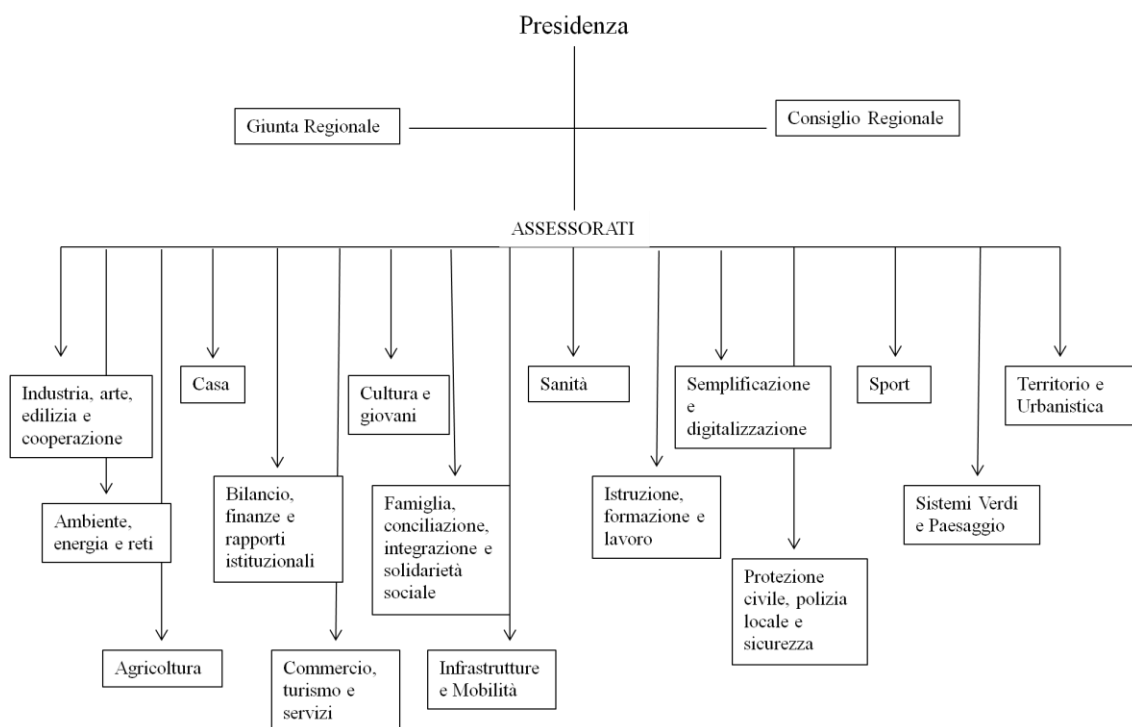 Presidenza
Giunta Regionale
Consiglio Regionale
ASSESSORATI
Industria, arte,
edilizia e
cooperazione
Casa
Cultura e
giovani
Sanità
Semplificazione
e
digitalizzazione
Sport
Territorio e
Urbanistica
Ambiente,
energia e reti
Bilancio,
finanze e
rapporti
istituzionali
Famiglia,
conciliazione,
integrazione e
solidarietà
sociale
Istruzione,
formazione e
lavoro
Sistemi Verdi
e Paesaggio
Protezione
civile, polizia
locale e
sicurezza
Agricoltura
Commercio,
turismo e
servizi
Infrastrutture
e Mobilità